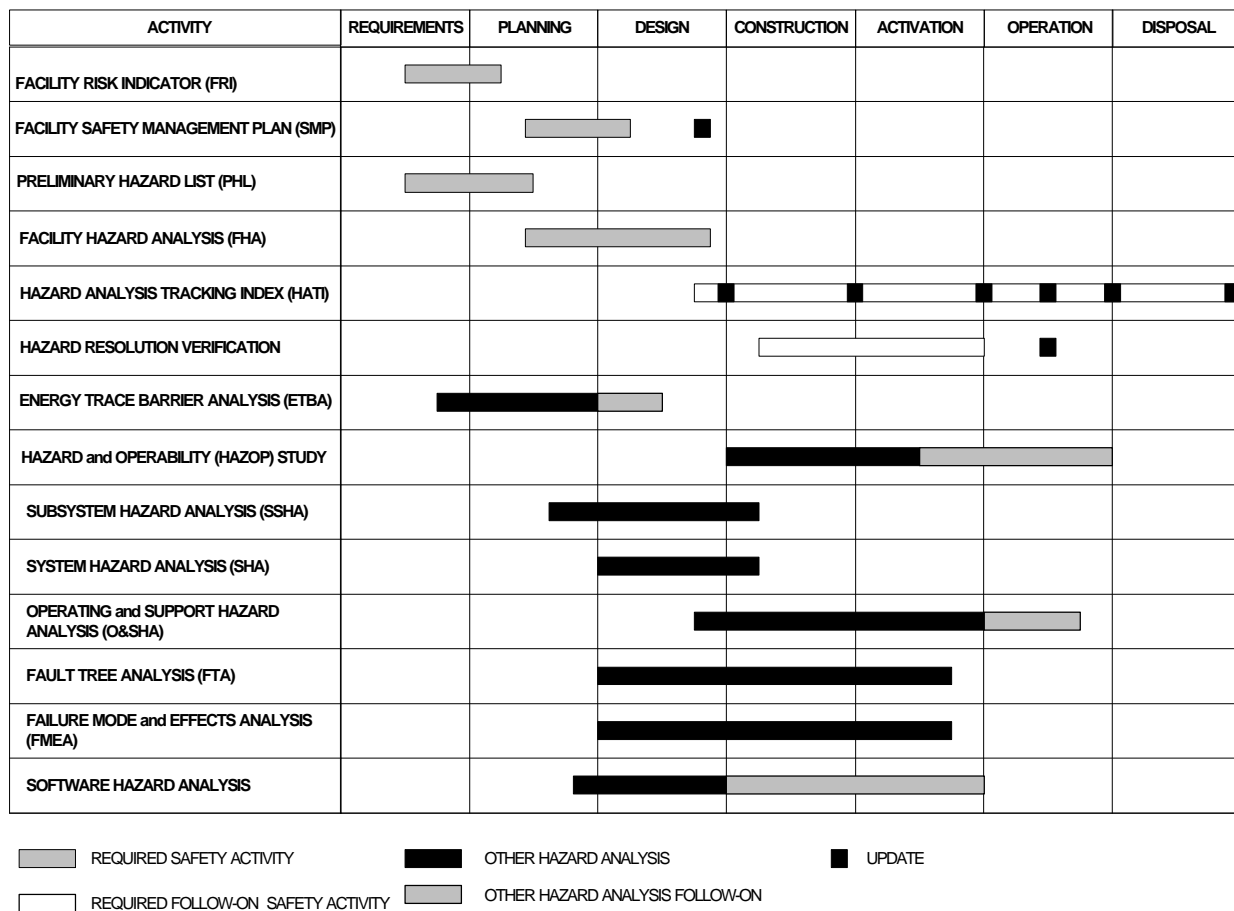 ACTIVITY REQUIREMENTS PLANNING DESIGN CONSTRUCTION ACTIVATION OPERATION DISPOSAL
FACILITY RISK INDICATOR (FRI)
FACILITY SAFETY MANAGEMENT PLAN (SMP)
PRELIMINARY HAZARD LIST (PHL)
FACILITY HAZARD ANALYSIS (FHA)
HAZARD ANALYSIS TRACKING INDEX (HATI)
HAZARD RESOLUTION VERIFICATION
ENERGY TRACE BARRIER ANALYSIS (ETBA)
HAZARD and OPERABILITY (HAZOP) STUDY
SUBSYSTEM HAZARD ANALYSIS (SSHA)
SYSTEM HAZARD ANALYSIS (SHA)
OPERATING and SUPPORT HAZARD
ANALYSIS (O&SHA)
FAULT TREE ANALYSIS (FTA)
FAILURE MODE and EFFECTS ANALYSIS
(FMEA)
SOFTWARE HAZARD ANALYSIS
REQUIRED SAFETY ACTIVITY OTHER HAZARD ANALYSIS UPDATE
REQUIRED FOLLOW-ON SAFETY ACTIVITY OTHER HAZARD ANALYSIS FOLLOW-ON